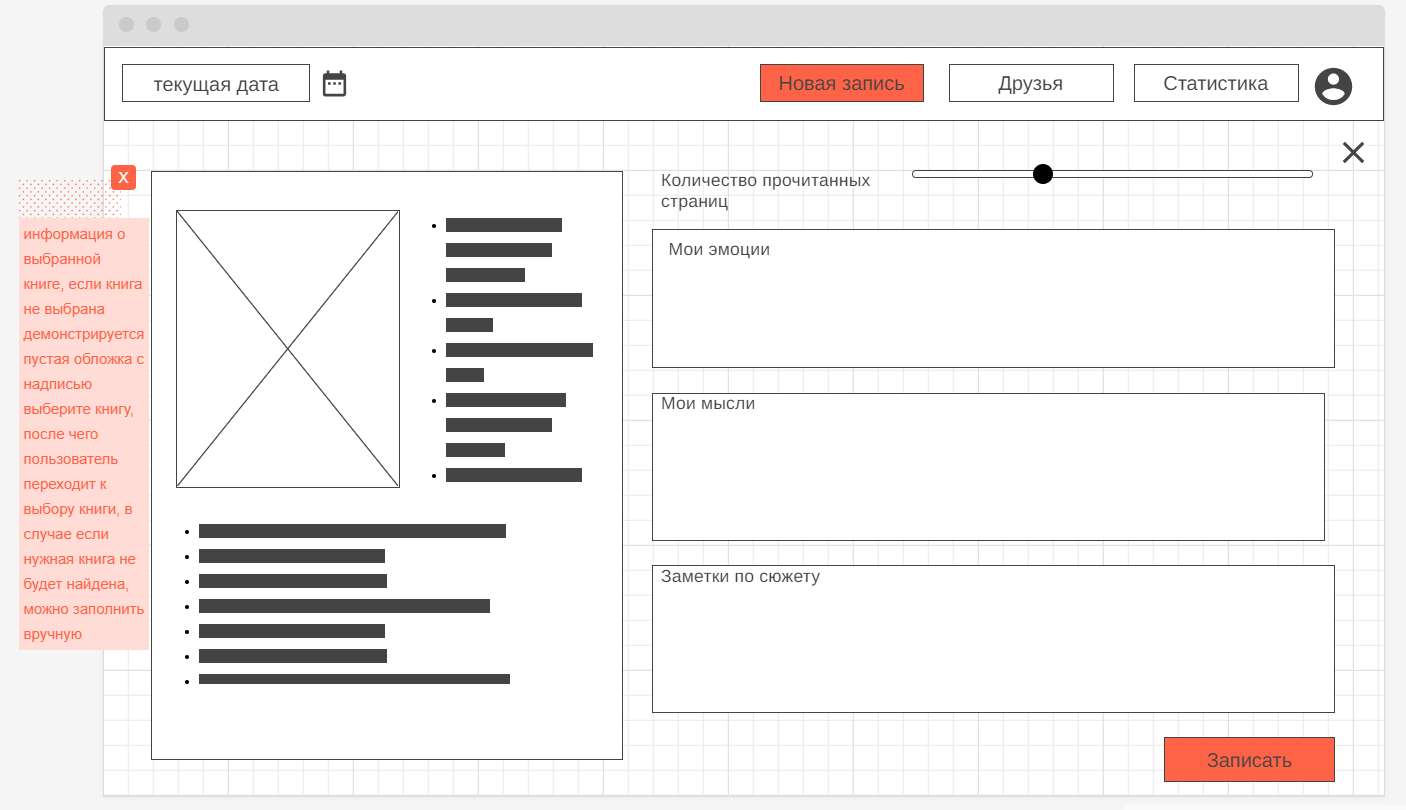 текущая дата
Новая запись
Друзья
Статистика
X
информация о
выбранной
книге, если книга
не выбрана
демонстрируется
пустая обложка с
надписью
выберите книгу,
после чего
пользователь
переходит к
выбору книги, в
случае если
нужная книга не
будет найдена,
можно заполнить
вручную
Количество прочитанных
страниц
Мои эмоции
Мои мысли
Заметки по сюжету
Записать